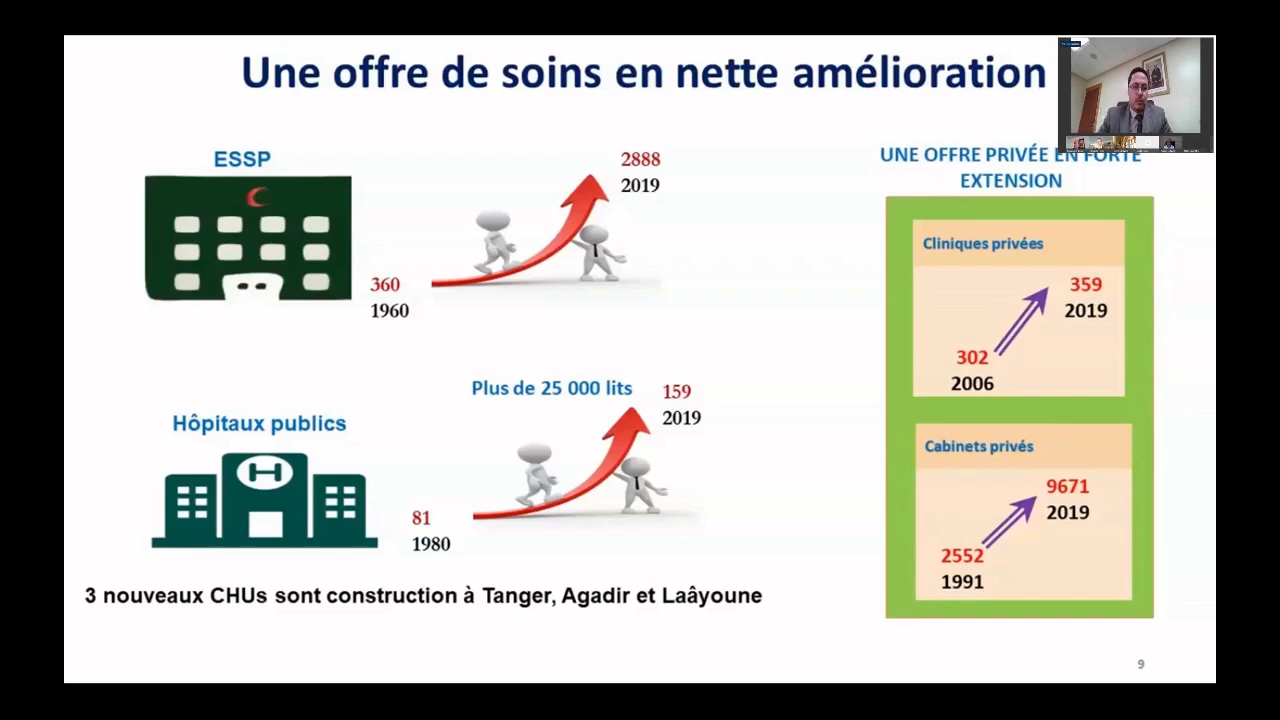 Une offre de soins en nette amélioration
ESSP
2888
2019
360
1960
Plus de 25 000 lits
159
2019
Hôpitaux publics
81
1980
3 nouveaux CHUs sont construction à Tanger, Agadir et Laâyoune
UNE OFFRE PRIVÉE EN FORTE
EXTENSION
Cliniques privées
359
2019
302
2006
Cabinets privés
9671
2019
2552
1991
9